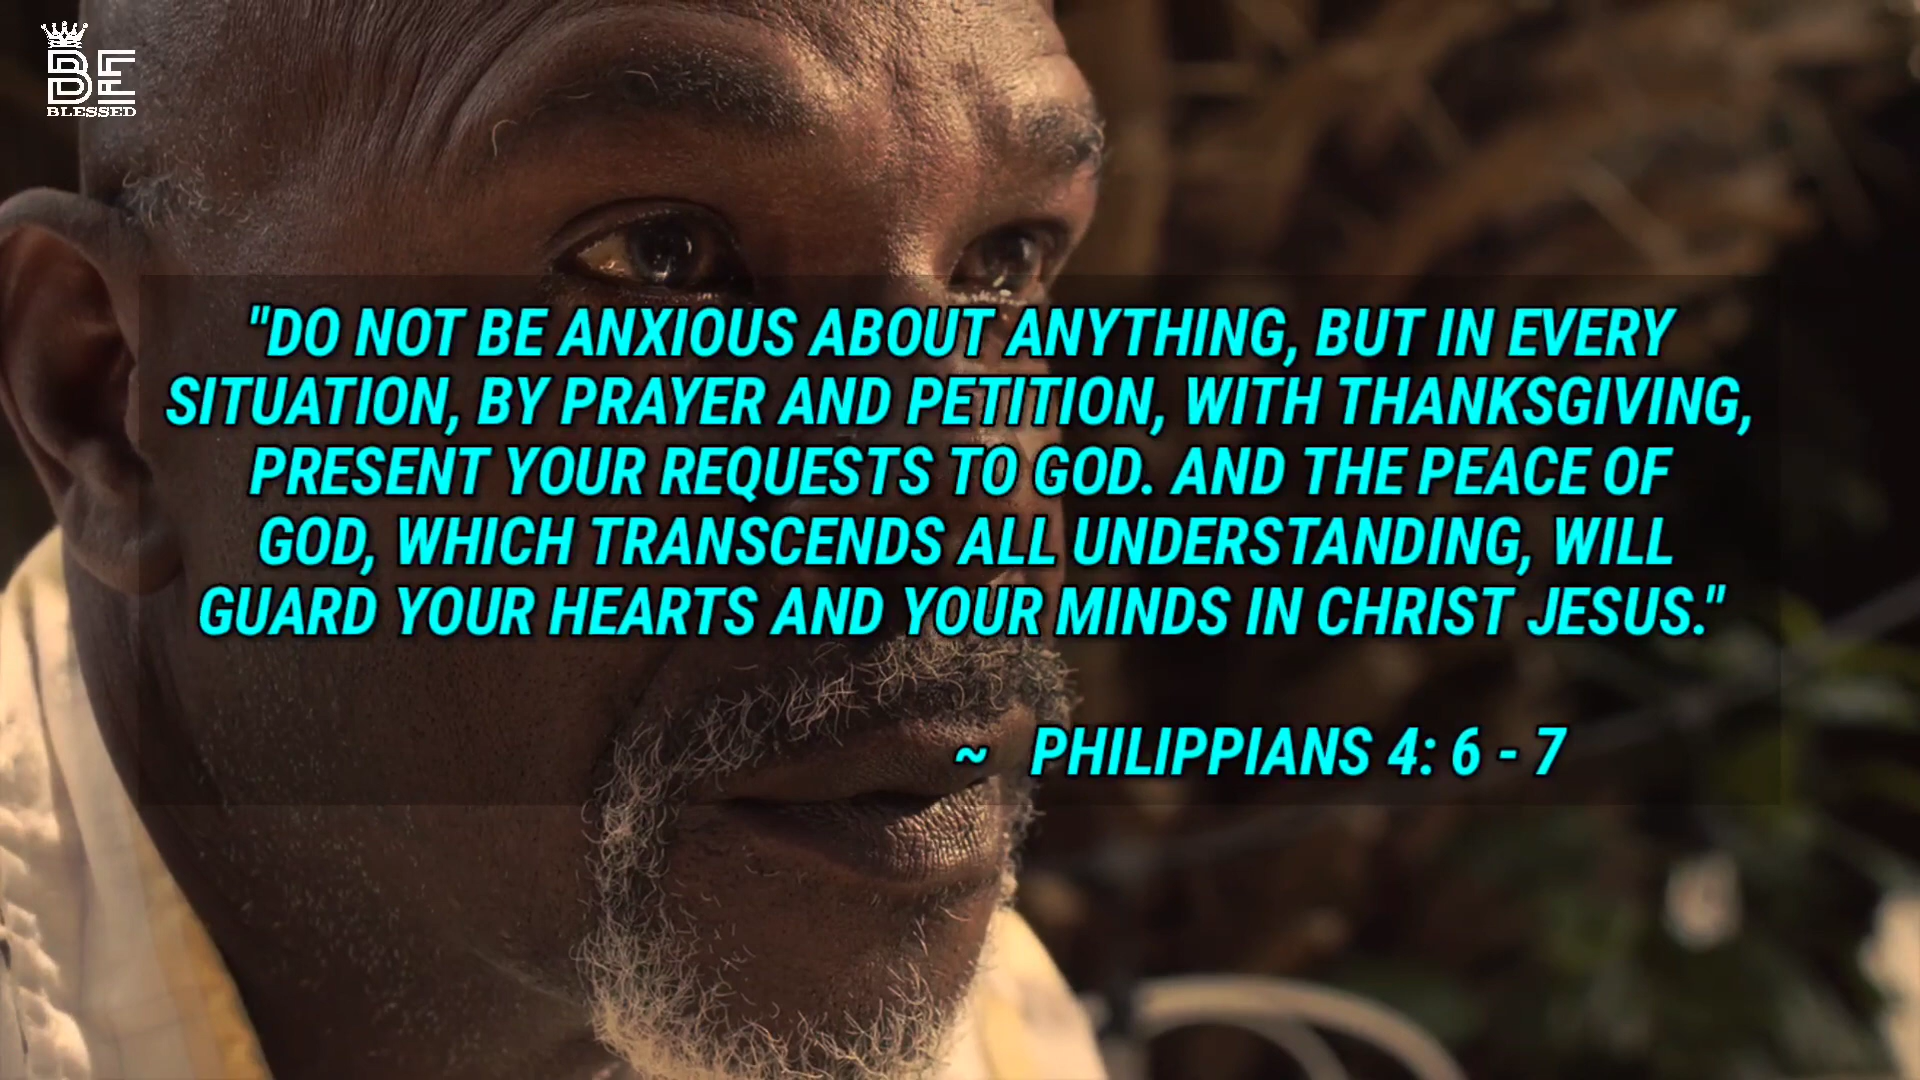 BE
BLESSED
"DO NOT BE ANXIOUS ABOUT ANYTHING, BUT IN EVERY
SITUATION, BY PRAYER AND PETITION, WITH THANKSGIVING,
PRESENT YOUR REQUESTS TO GOD. AND THE PEACE OF
GOD, WHICH TRANSCENDS ALL UNDERSTANDING, WILL
GUARD YOUR HEARTS AND YOUR MINDS IN CHRIST JESUS."
~ PHILIPPIANS 4: 6 - 7